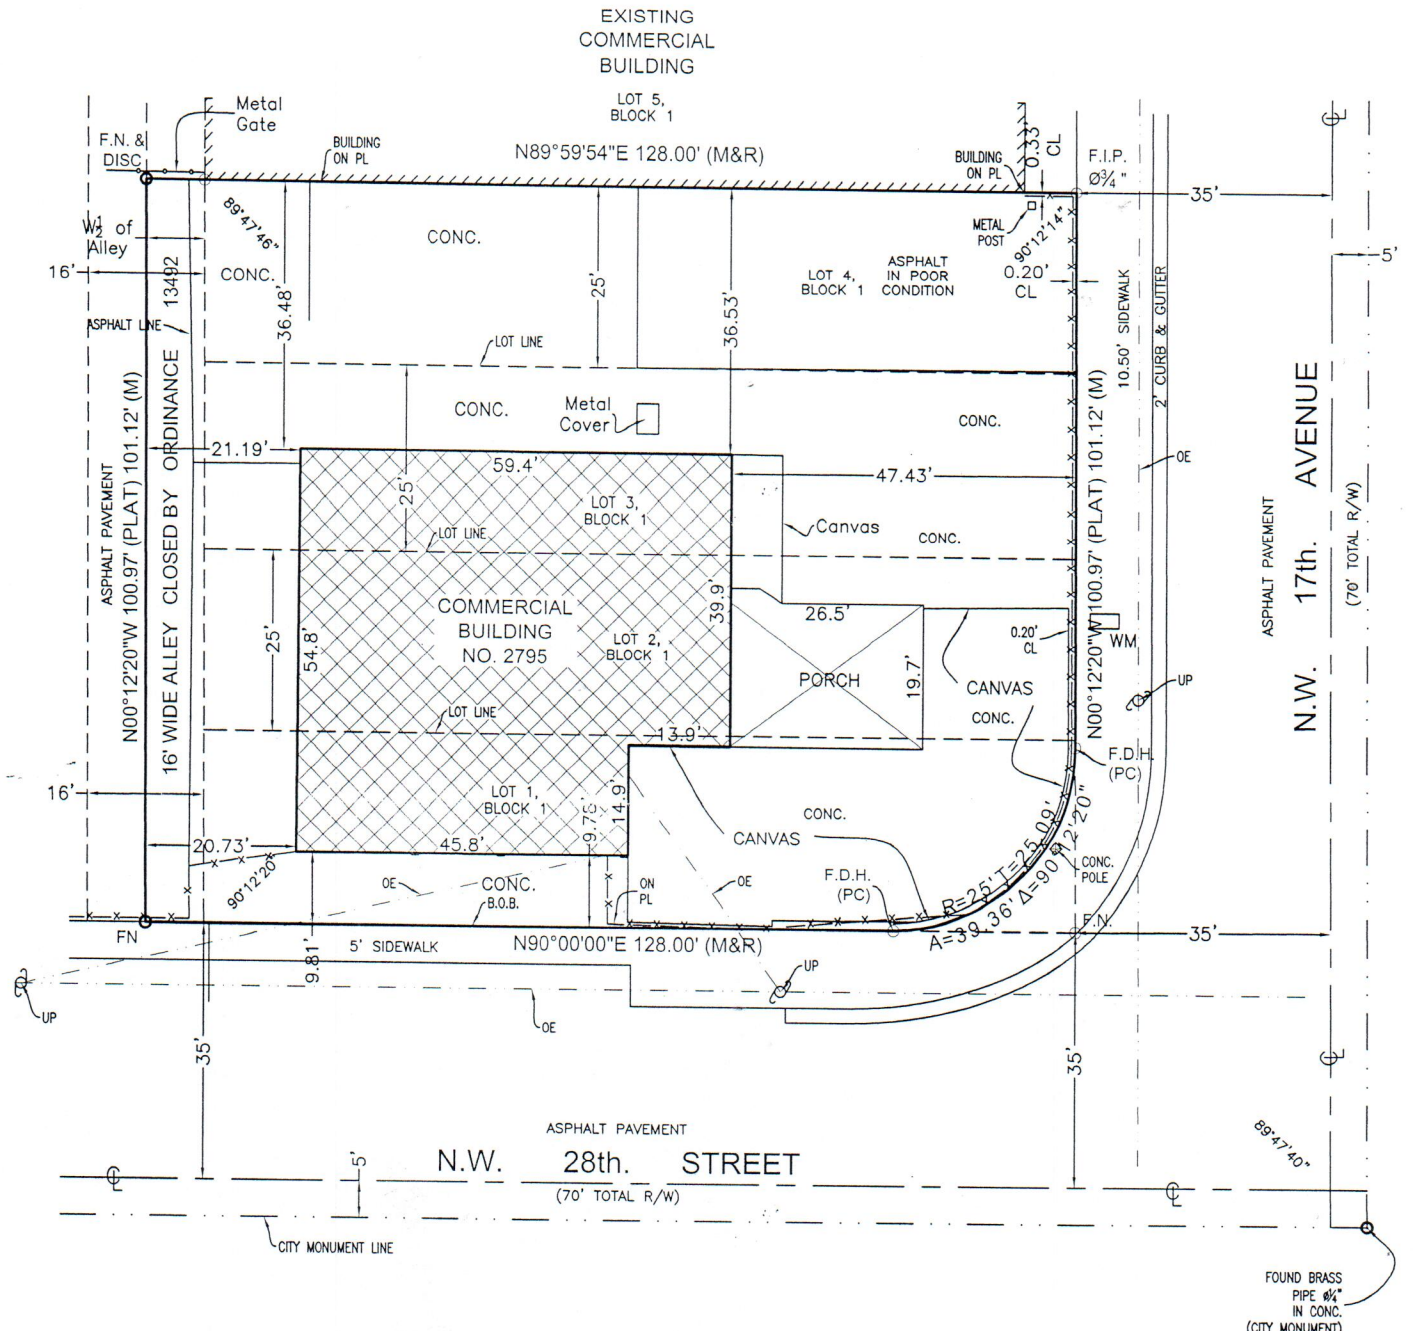 EXISTING
COMMERCIAL
BUILDING
LOT 5,
BLOCK 1
Metal
Gate
F.N. &
DISC
BUILDING
ON PL
N89°59'54"E 128.00' (M&R)
BUILDING
ON PL
0.33'
CL
F.I.P.
Ø3/4"
35'
5'
W1/2 of
Alley
16'
13492
89°47'46"
CONC.
CONC.
36.48'
25'
36.53'
LOT 4,
BLOCK 1
ASPHALT
IN POOR
CONDITION
METAL
POST
90°12'14"
0.20'
CL
10.50' SIDEWALK
2' CURB & GUTTER
ASPHALT LINE
LOT LINE
CONC.
Metal
Cover
CONC.
21.19'
59.4'
47.43'
25'
LOT 3,
BLOCK 1
LOT LINE
Canvas
CONC.
OE
ASPHALT PAVEMENT
N00°12'20"W 100.97' (PLAT) 101.12' (M)
16' WIDE ALLEY CLOSED BY ORDINANCE
N00°12'20"W 100.97' (PLAT) 101.12' (M)
ASPHALT PAVEMENT
N.W. 17th. AVENUE
(70' TOTAL R/W)
COMMERCIAL
BUILDING
NO. 2795
25'
54.8'
39.9'
LOT 2,
BLOCK 1
26.5'
PORCH
19.7'
0.20'
CL
WM
CANVAS
CONC.
UP
LOT LINE
13.9'
F.D.H.
(PC)
16'
LOT 1,
BLOCK 1
14.9'
9.78'
CONC.
CANVAS
20.73'
45.8'
90°12'20"
OE
CONC.
B.O.B.
ON
PL
OE
F.D.H.
(PC)
R=25' T=25.09'
A=39.36' Δ=90°12'20"
CONC.
POLE
F.N.
35'
FN
5' SIDEWALK
N90°00'00"E 128.00' (M&R)
9.81'
UP
UP
OE
35'
35'
ASPHALT PAVEMENT
N.W. 28th. STREET
(70' TOTAL R/W)
5'
89°47'40"
CITY MONUMENT LINE
FOUND BRASS
PIPE
IN CONC.
(CITY MONUMENT)